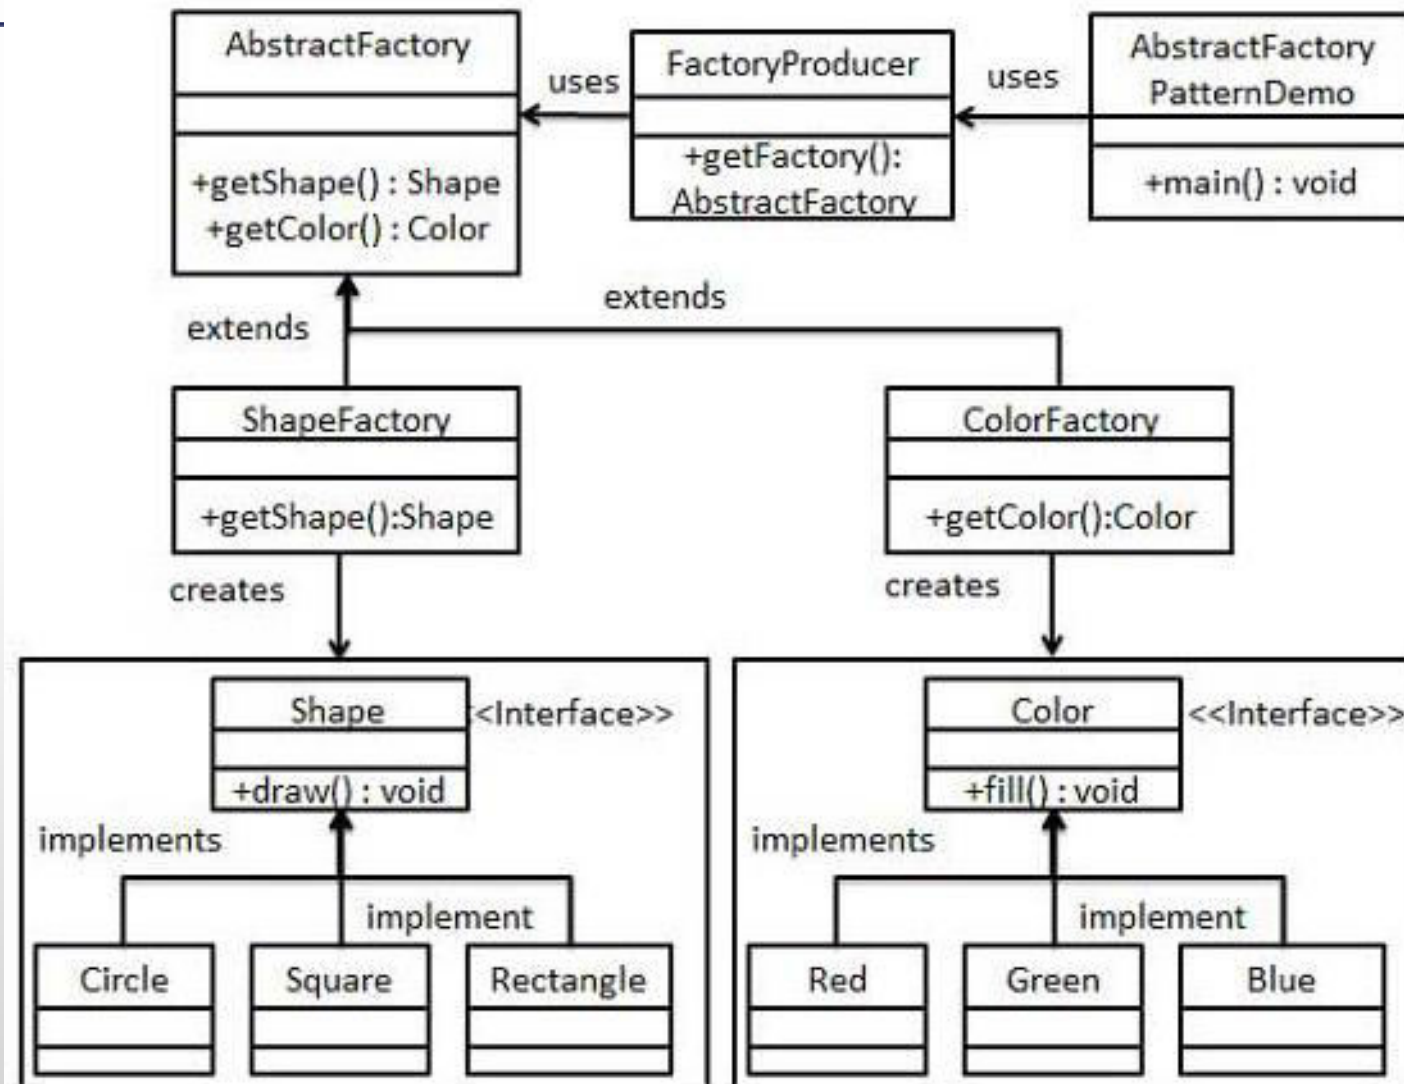 AbstractFactory
+getShape() : Shape
+getColor() : Color
uses
FactoryProducer
+getFactory():
AbstractFactory
uses
AbstractFactory
PatternDemo
+main() : void
extends
extends
ShapeFactory
+getShape():Shape
ColorFactory
+getColor():Color
creates
creates
Shape
<<Interface>>
+draw() : void
implements
implement
Circle
Square
Rectangle
Color
<<Interface>>
+fill() : void
implements
implement
Red
Green
Blue